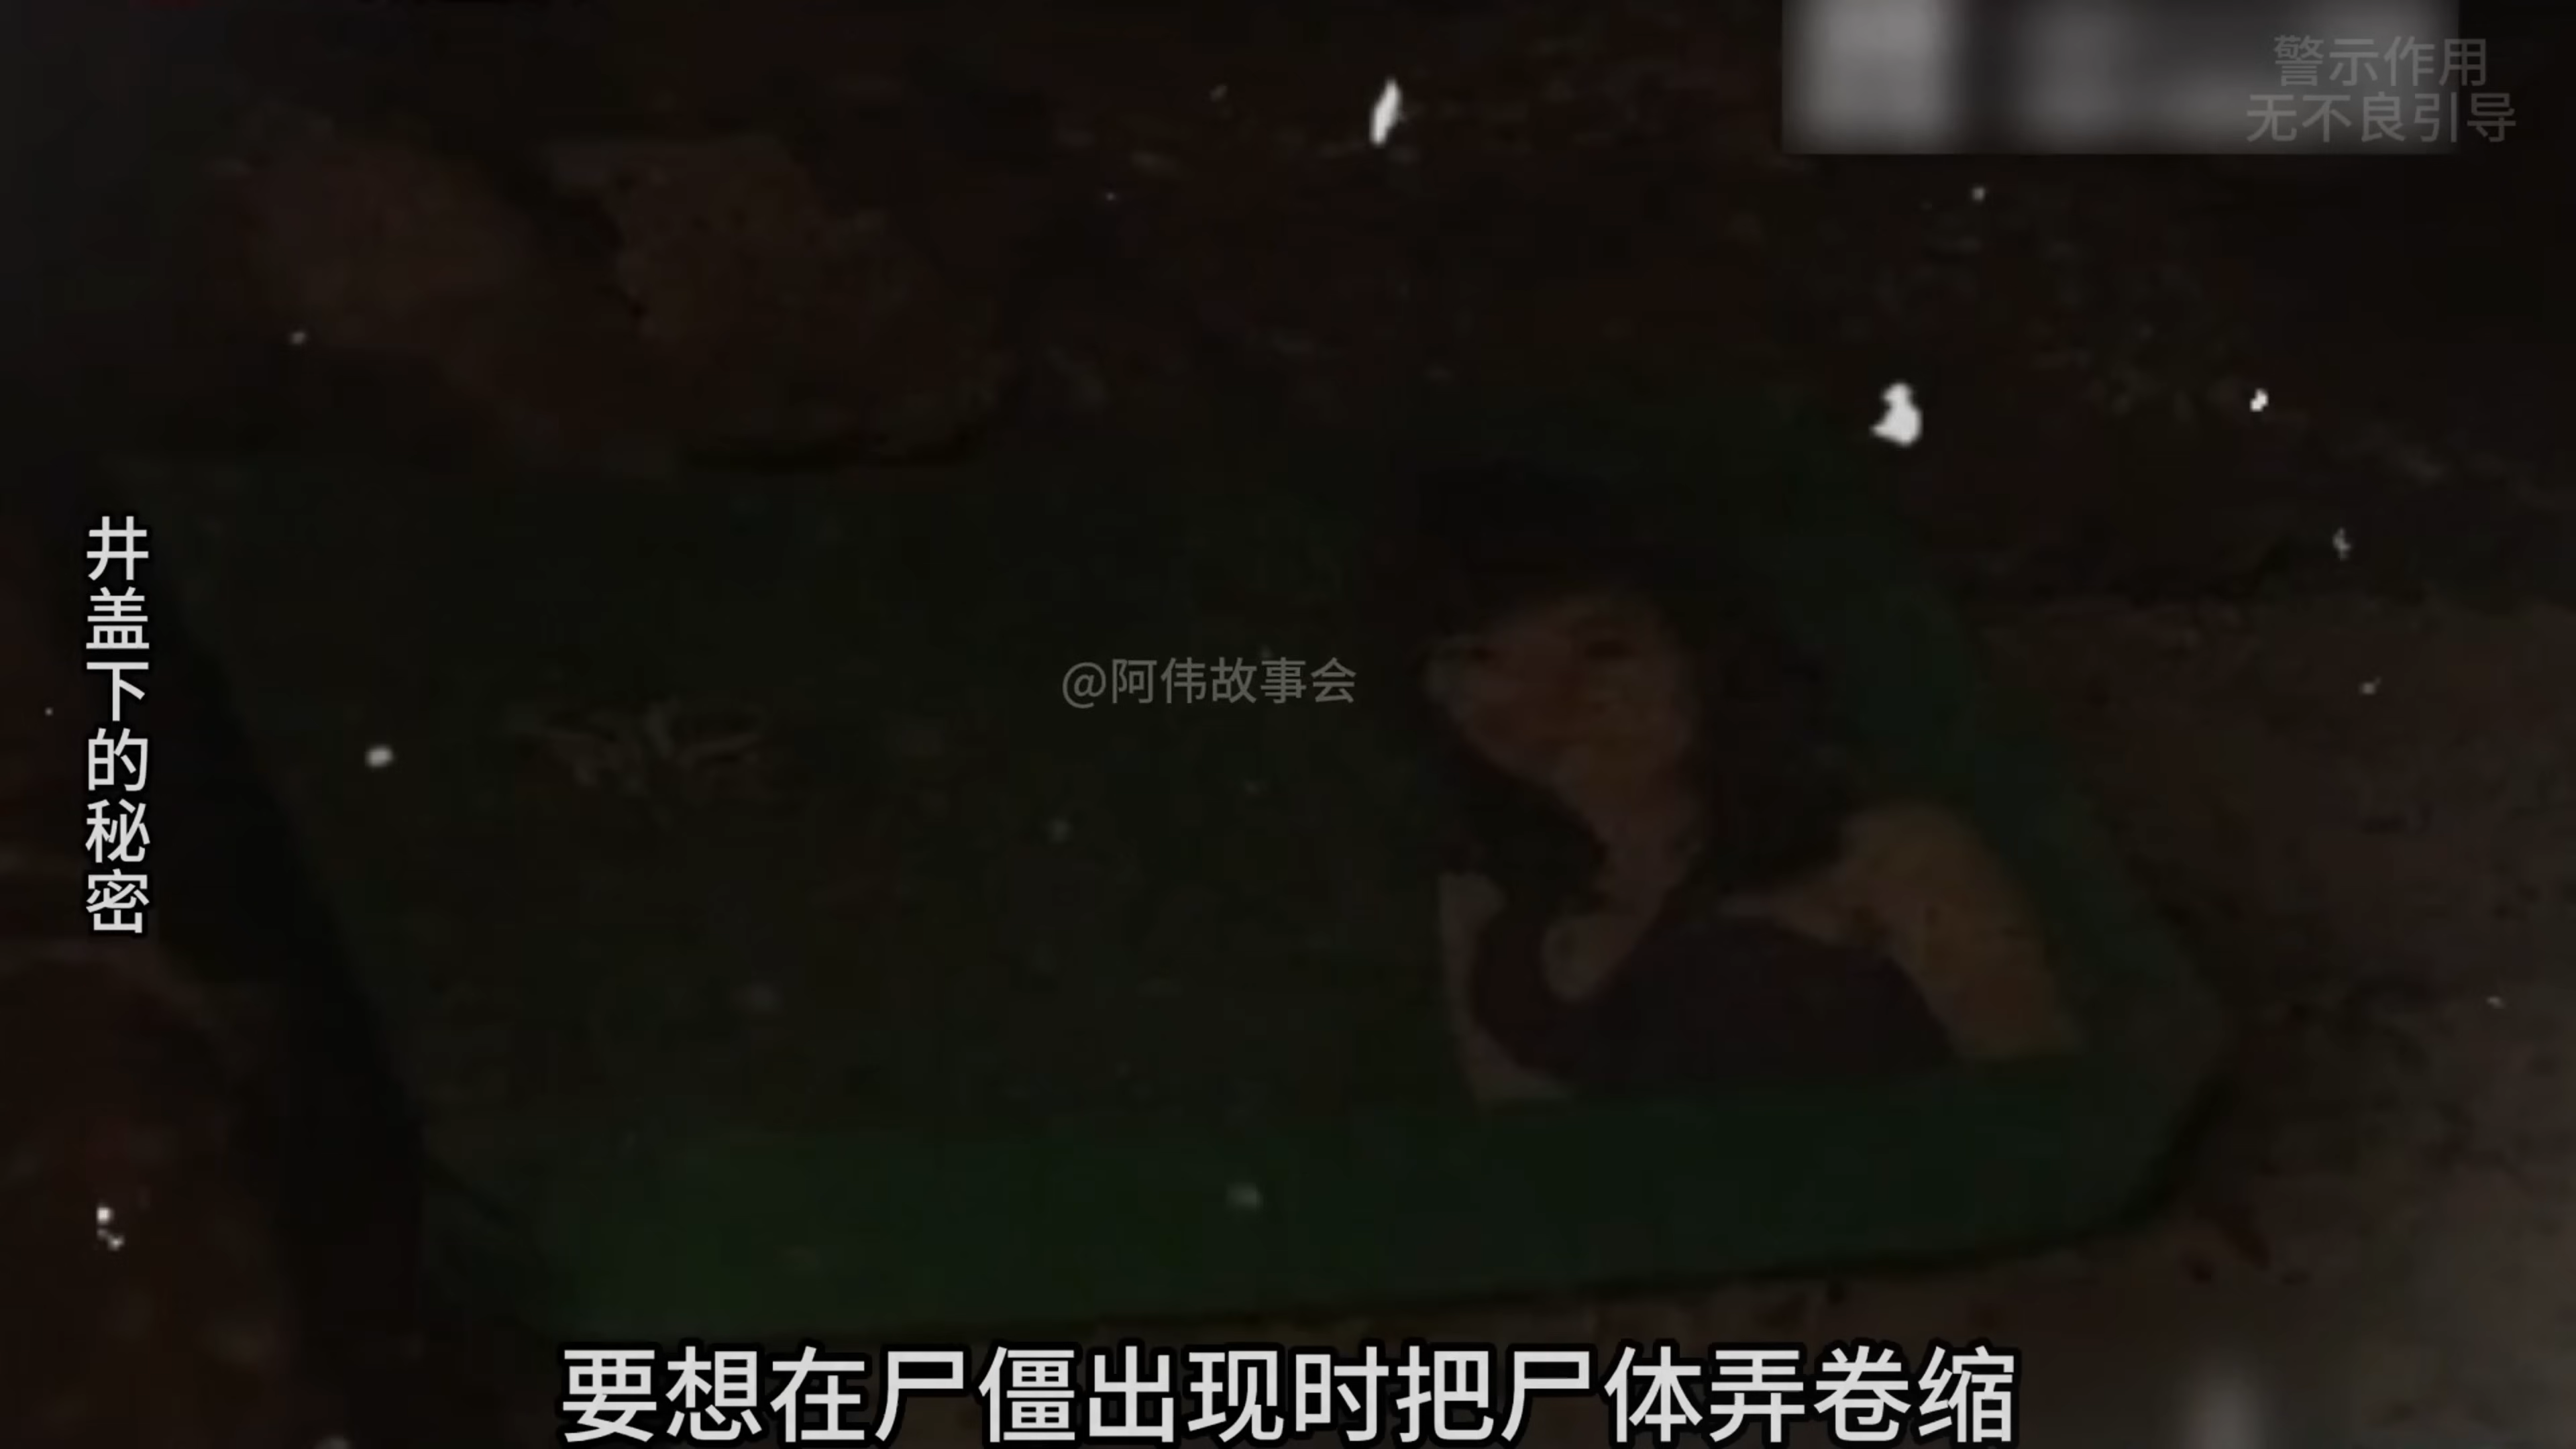 警示作用
无不良引导
井盖下的秘密
@阿伟故事会
要想在尸僵出现时把尸体弄卷缩